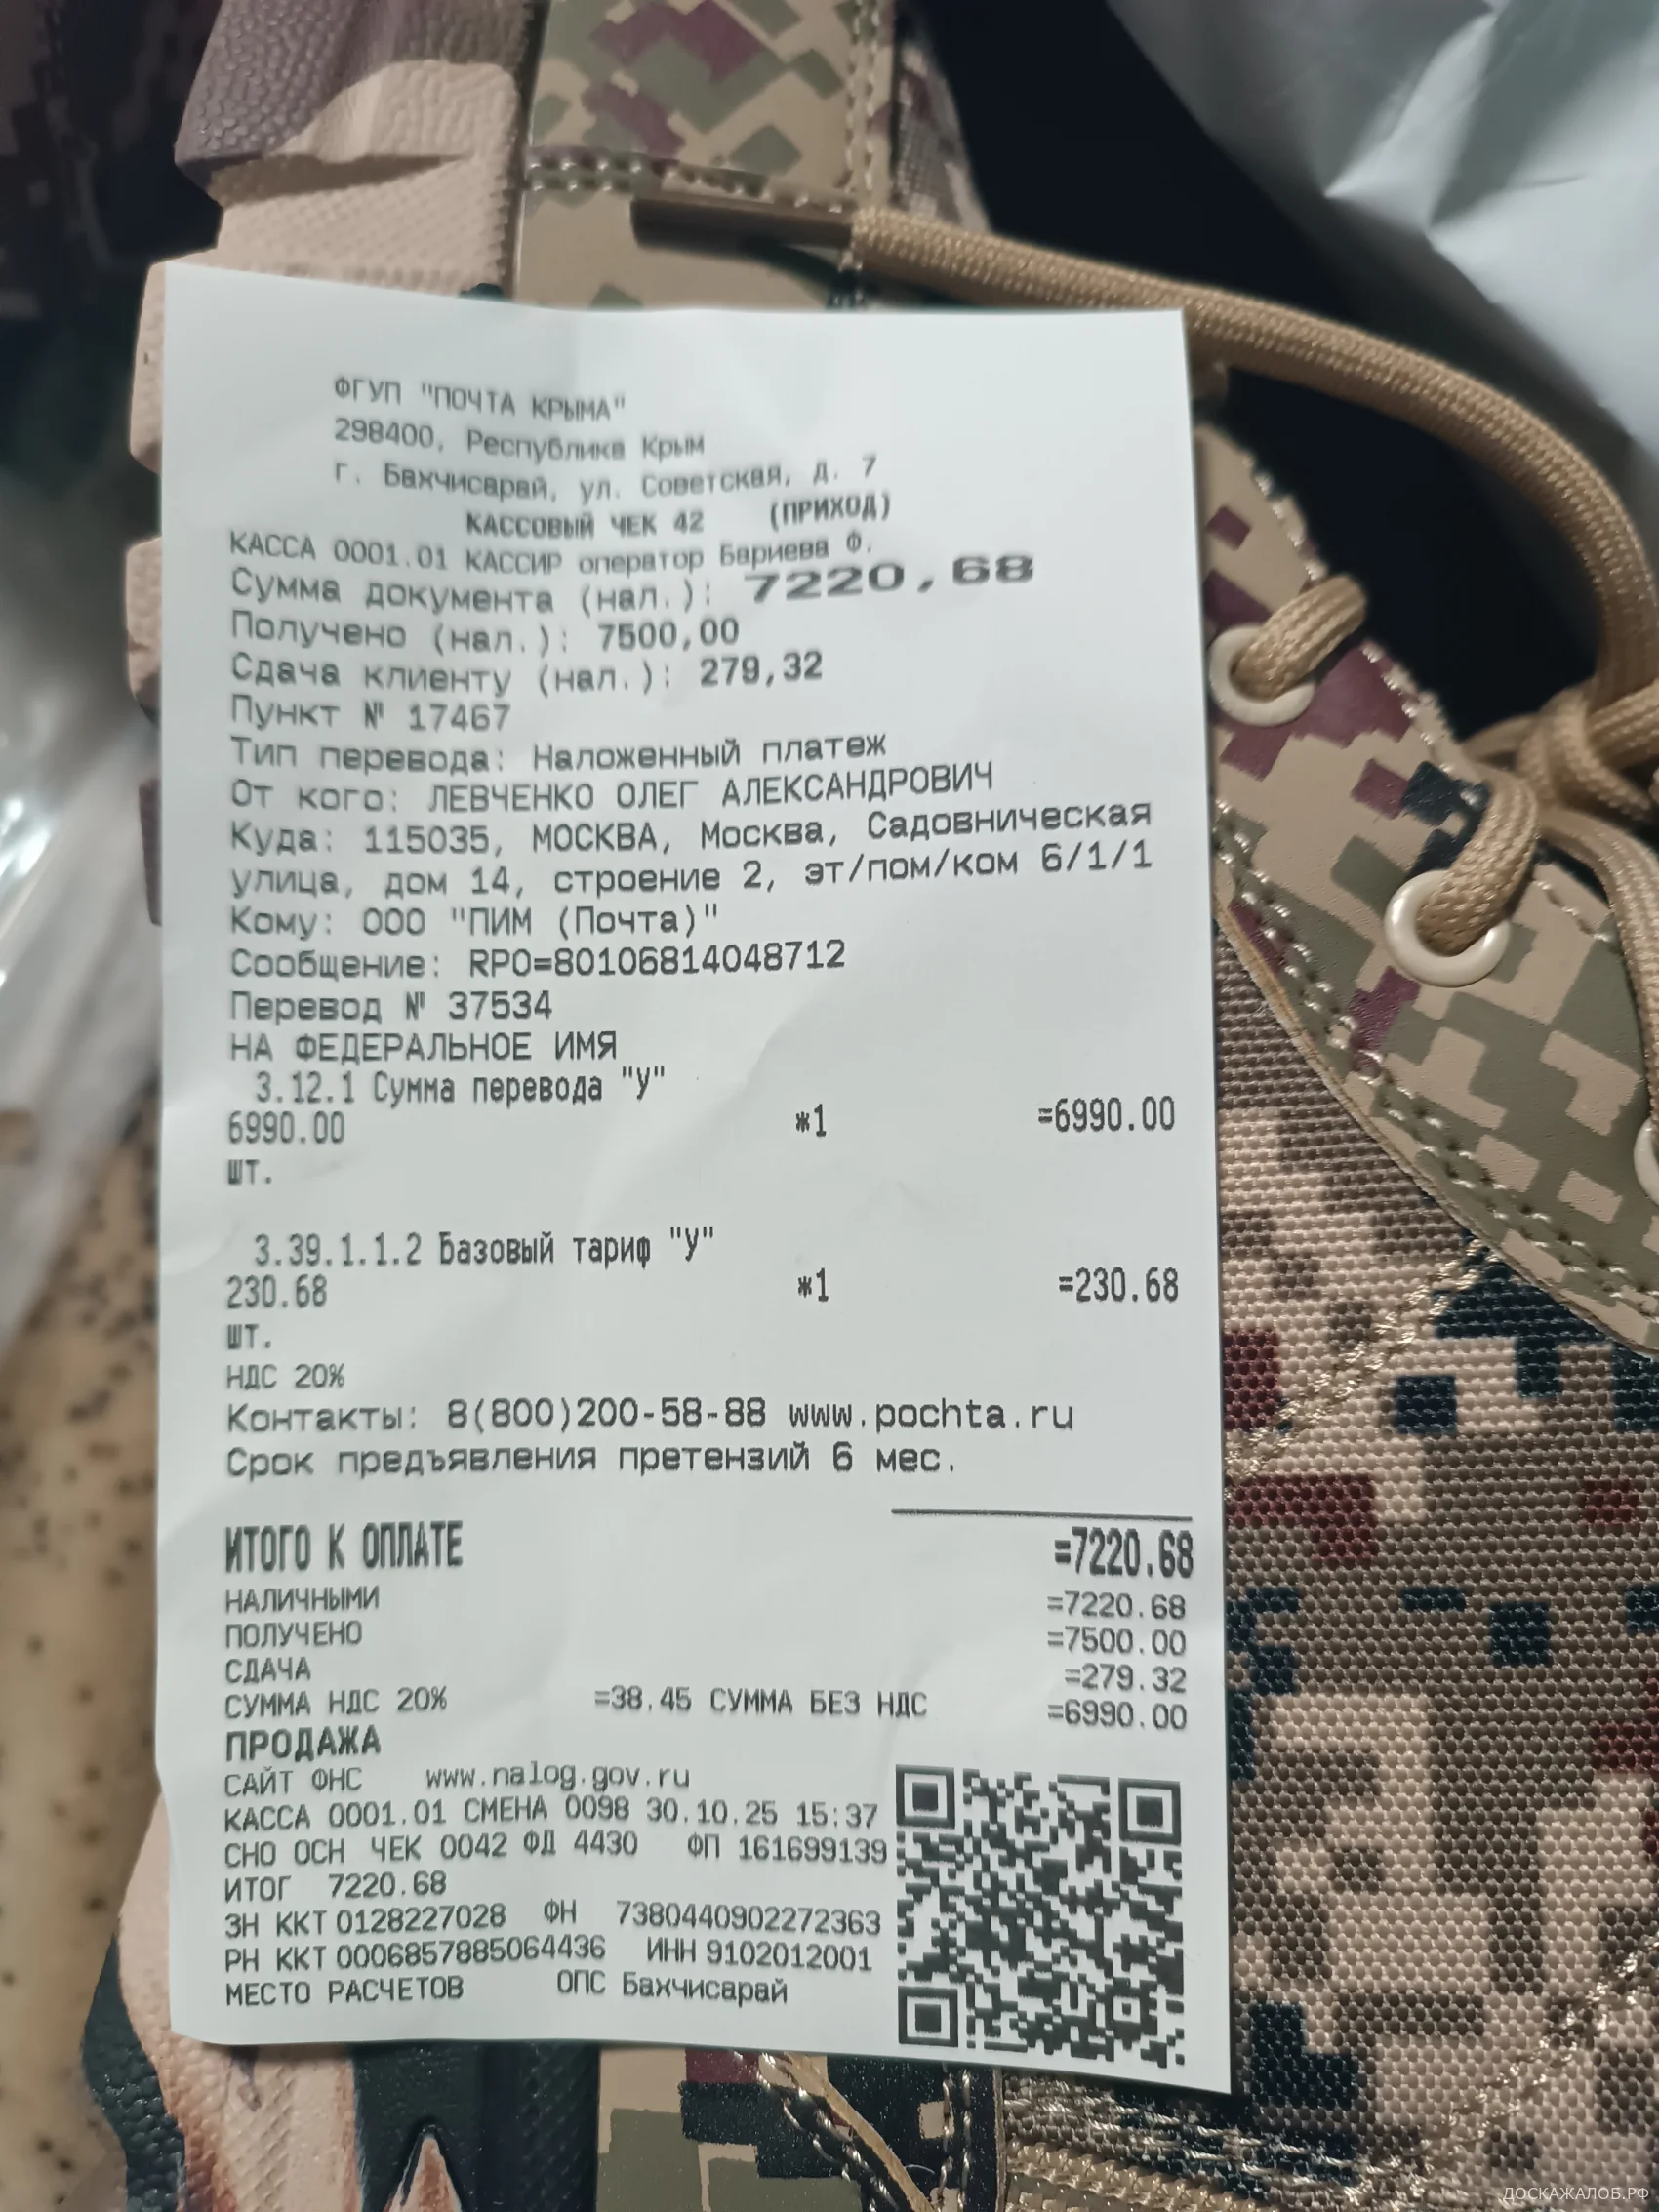 ФГУП "ПОЧТА КРЫМА"
298400, Республика Крым
г. Бахчисарай, ул. Советская, д. 7
КАССОВЫЙ ЧЕК 42 (ПРИХОД)
КАССА 0001.01 КАССИР оператор Бариева Ф.
Сумма документа (нал.): 7220,68
Получено (нал.): 7500,00
Сдача клиенту (нал.): 279,32
Пункт № 17467
Тип перевода: Наложенный платеж
От кого: ЛЕВЧЕНКО ОЛЕГ АЛЕКСАНДРОВИЧ
Куда: 115035, МОСКВА, Москва, Садовническая
улица, дом 14, строение 2, эт/пом/ком 6/1/1
Кому: ООО "ПИМ (Почта)"
Сообщение: RPO=80106814048712
Перевод № 37534
НА ФЕДЕРАЛЬНОЕ ИМЯ
3.12.1 Сумма перевода "У"
6990.00 *1 =6990.00
шт.
3.39.1.1.2 Базовый тариф "У"
230.68 *1 =230.68
шт.
НДС 20%
Контакты: 8(800)200-58-88 www.pochta.ru
Срок предъявления претензий 6 мес.
ИТОГО К ОПЛАТЕ =7220.68
НАЛИЧНЫМИ =7220.68
ПОЛУЧЕНО =7500.00
СДАЧА =279.32
СУММА НДС 20% =38.45 СУММА БЕЗ НДС =6990.00
ПРОДАЖА
САЙТ ФНС www.nalog.gov.ru
КАССА 0001.01 СМЕНА 0098 30.10.25 15:37
СНО ОСН ЧЕК 0042 ФД 4430 ФП 161699139
ИТОГ 7220.68
ЗН ККТ 0128227028 ФН 7380440902272363
РН ККТ 0006857885064436 ИНН 9102012001
МЕСТО РАСЧЕТОВ ОПС Бахчисарай
ДОСКАЖАЛОБ.РФ